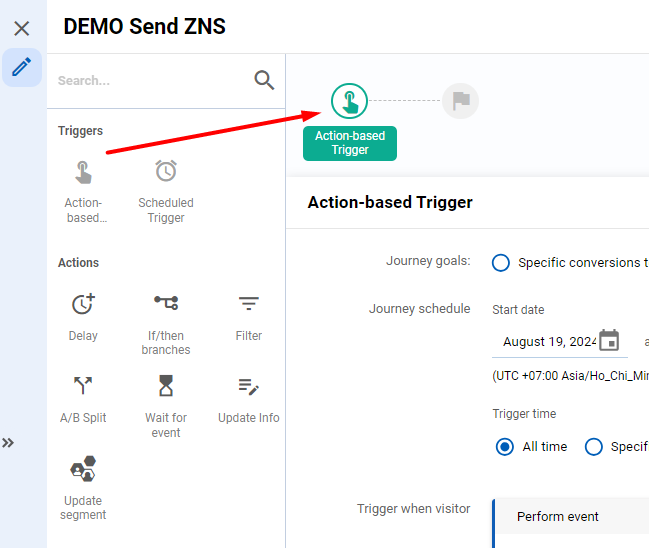 DEMO Send ZNS
Search...
Triggers
Action-
based...
Scheduled
Trigger
Actions
Delay
If/then
branches
Filter
A/B Split
Wait for
event
Update Info
Update
segment
Action-based
Trigger
Action-based Trigger
Journey goals:
Specific conversions t
Journey schedule
Start date
August 19, 2024
a
(UTC +07:00 Asia/Ho_Chi_Min
Trigger time
All time
Specif
Trigger when visitor
Perform event